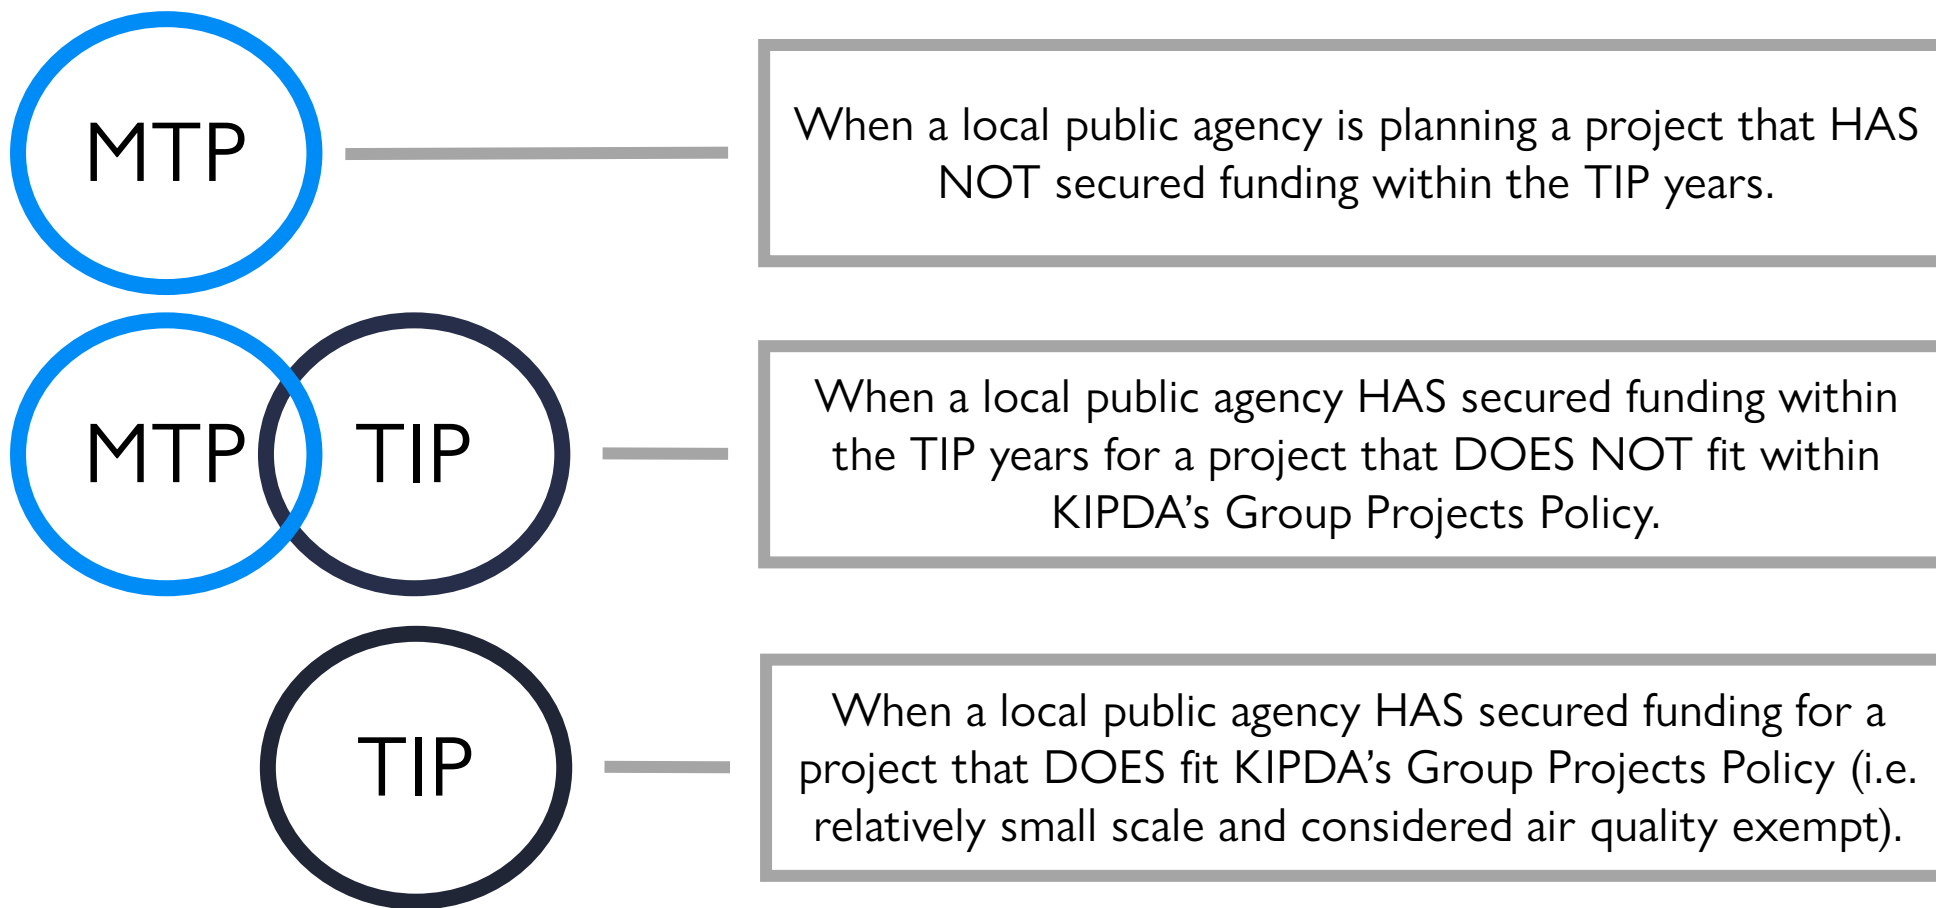 MTP
When a local public agency is planning a project that HAS
NOT secured funding within the TIP years.
MTP TIP
When a local public agency HAS secured funding within
the TIP years for a project that DOES NOT fit within
KIPDA’s Group Projects Policy.
TIP
When a local public agency HAS secured funding for a
project that DOES fit KIPDA’s Group Projects Policy (i.e.
relatively small scale and considered air quality exempt).